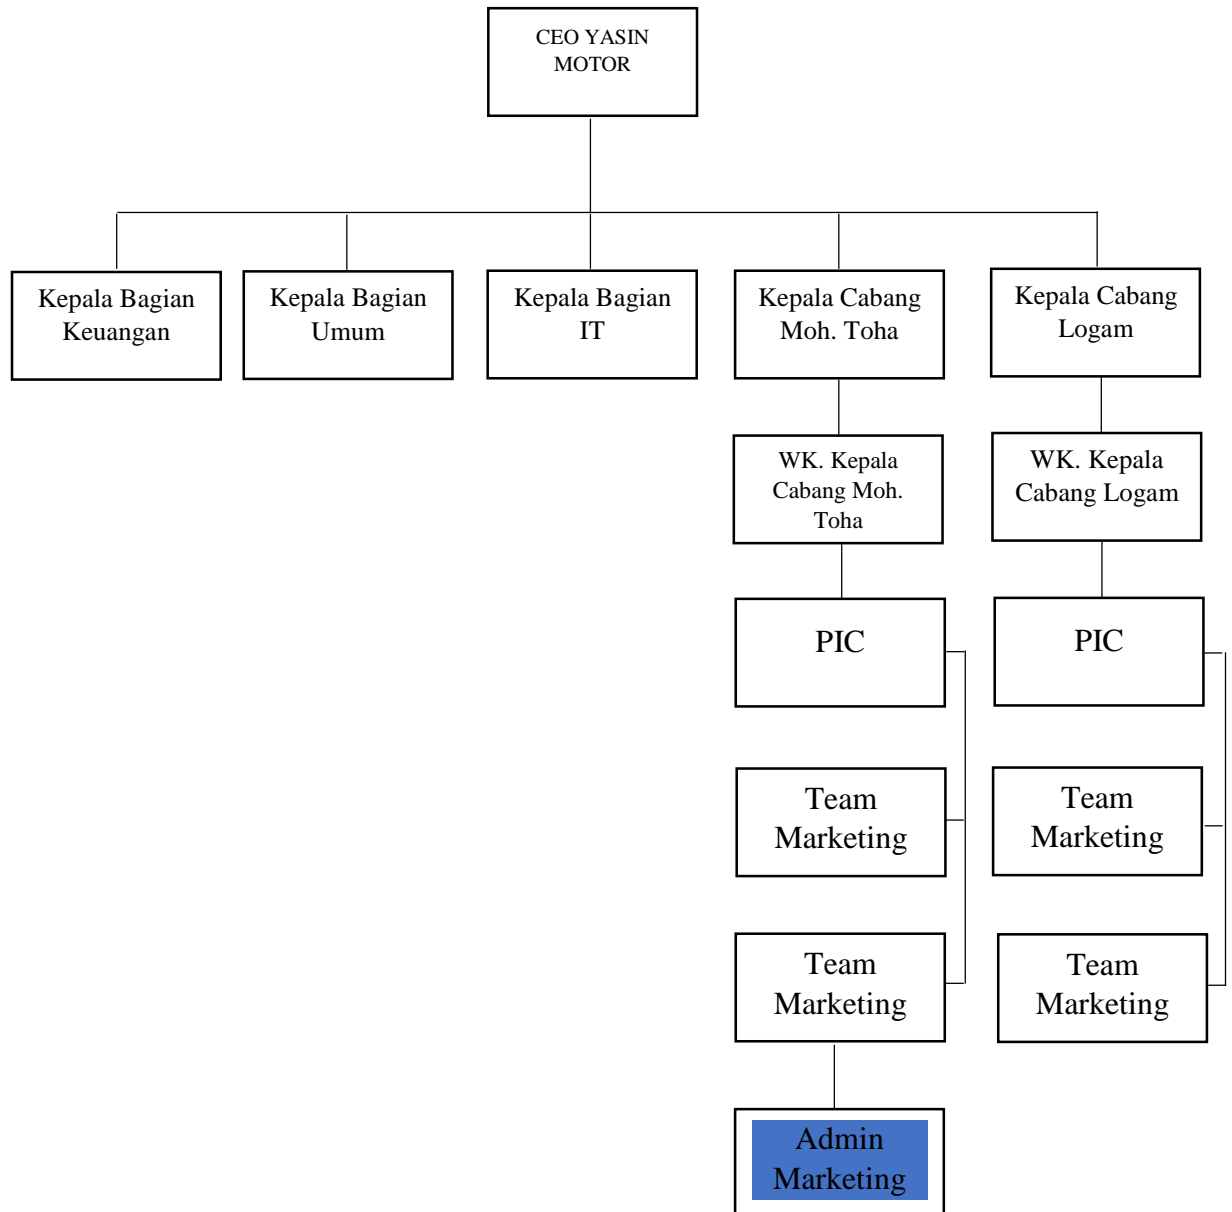 CEO YASIN
MOTOR
Kepala Bagian
Keuangan
Kepala Bagian
Umum
Kepala Bagian
IT
Kepala Cabang
Moh. Toha
Kepala Cabang
Logam
WK. Kepala
Cabang Moh.
Toha
WK. Kepala
Cabang Logam
PIC
PIC
Team
Marketing
Team
Marketing
Team
Marketing
Team
Marketing
Admin
Marketing